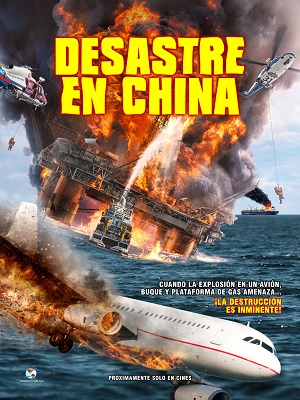 DESASTRE
EN CHINA
CUANDO LA EXPLOSIÓN EN UN AVIÓN,
BUQUE Y PLATAFORMA DE GAS AMENAZA...
¡LA DESTRUCCIÓN
ES INMINENTE!
PRÓXIMAMENTE SOLO EN CINES